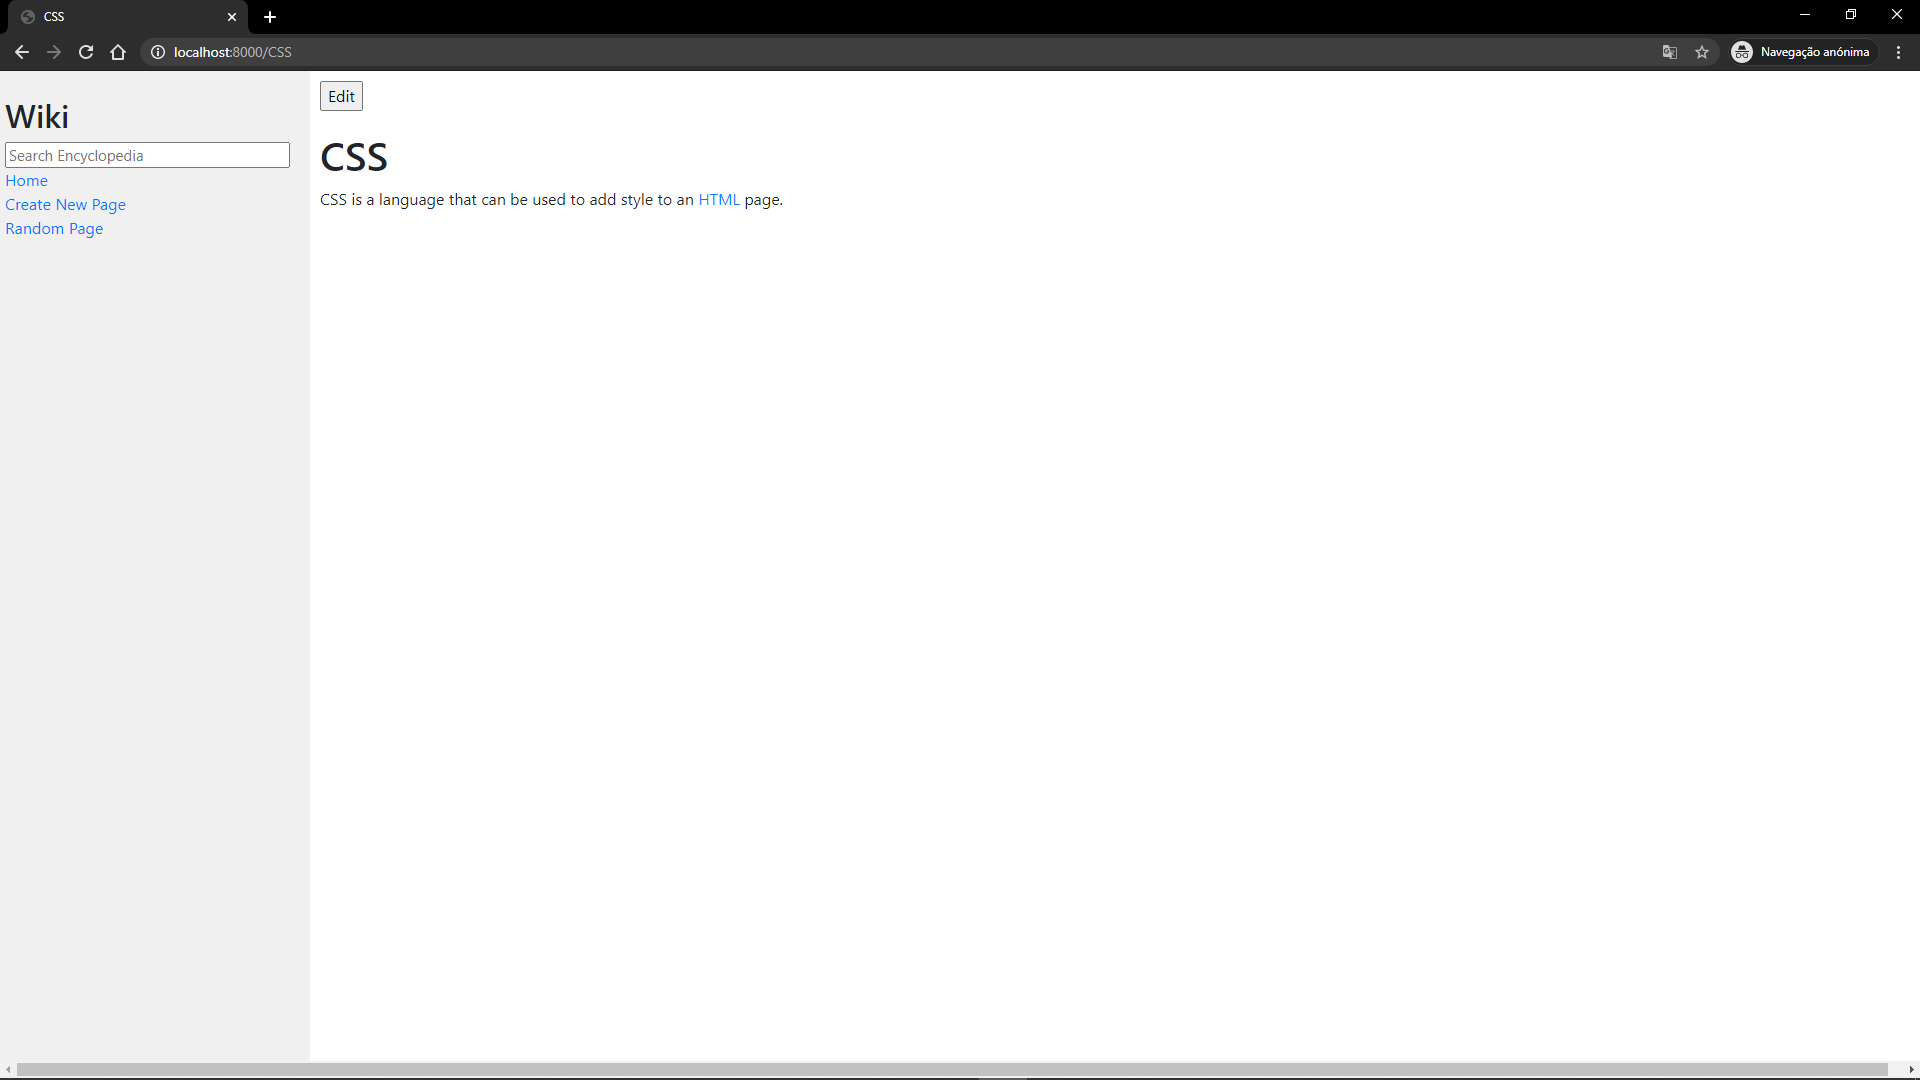 CSS
localhost:8000/CSS
Navegação anónima
Wiki
Search Encyclopedia
Home
Create New Page
Random Page
Edit
CSS
CSS is a language that can be used to add style to an HTML page.